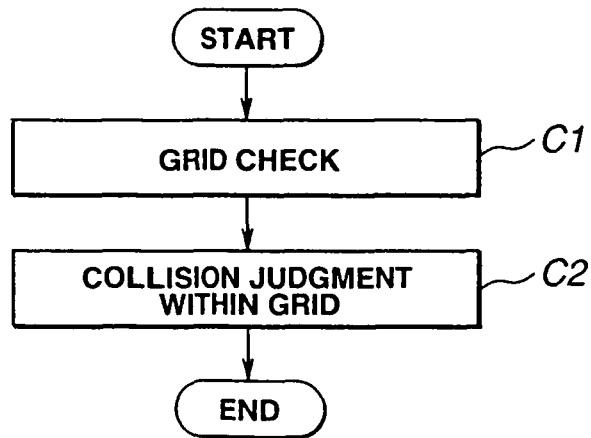 START
GRID CHECK
C1
COLLISION JUDGMENT
WITHIN GRID
C2
END